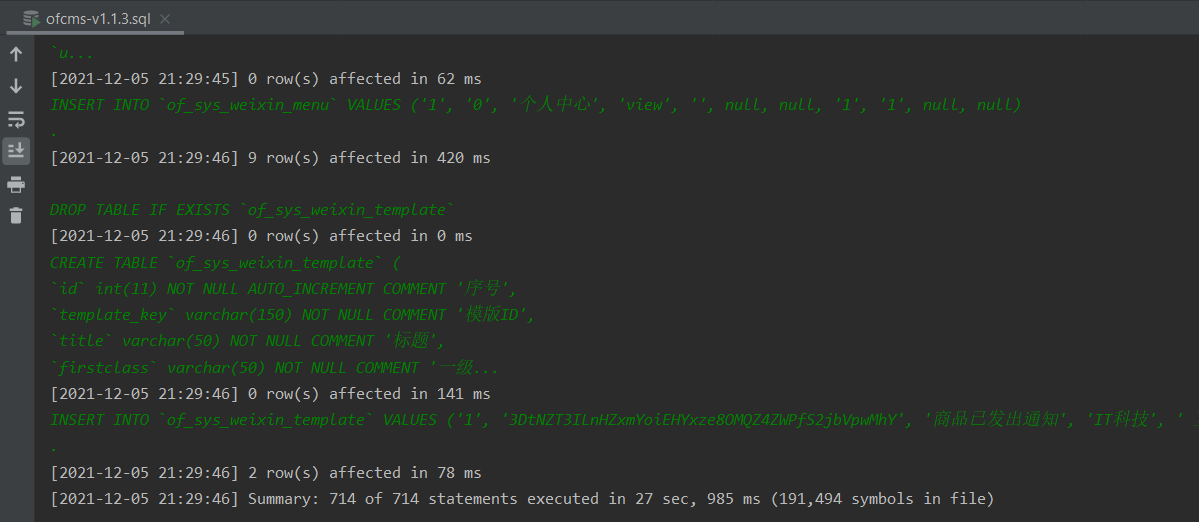 ofcms-v1.1.3.sql
`u...
[2021-12-05 21:29:45] 0 row(s) affected in 62 ms
INSERT INTO `of_sys_weixin_menu` VALUES ('1', '0', '个人中心', 'view', '', null, null, '1', '1', null, null)
.
[2021-12-05 21:29:46] 9 row(s) affected in 420 ms
DROP TABLE IF EXISTS `of_sys_weixin_template`
[2021-12-05 21:29:46] 0 row(s) affected in 0 ms
CREATE TABLE `of_sys_weixin_template` (
`id` int(11) NOT NULL AUTO_INCREMENT COMMENT '序号',
`template_key` varchar(150) NOT NULL COMMENT '模版ID',
`title` varchar(50) NOT NULL COMMENT '标题',
`firstclass` varchar(50) NOT NULL COMMENT '一级...
[2021-12-05 21:29:46] 0 row(s) affected in 141 ms
INSERT INTO `of_sys_weixin_template` VALUES ('1', '3DtNZT3ILnHZxmYoiEHYxze8OMQZ4ZWPfS2jbVpwMhY', '商品已发出通知', 'IT科技', '
.
[2021-12-05 21:29:46] 2 row(s) affected in 78 ms
[2021-12-05 21:29:46] Summary: 714 of 714 statements executed in 27 sec, 985 ms (191,494 symbols in file)